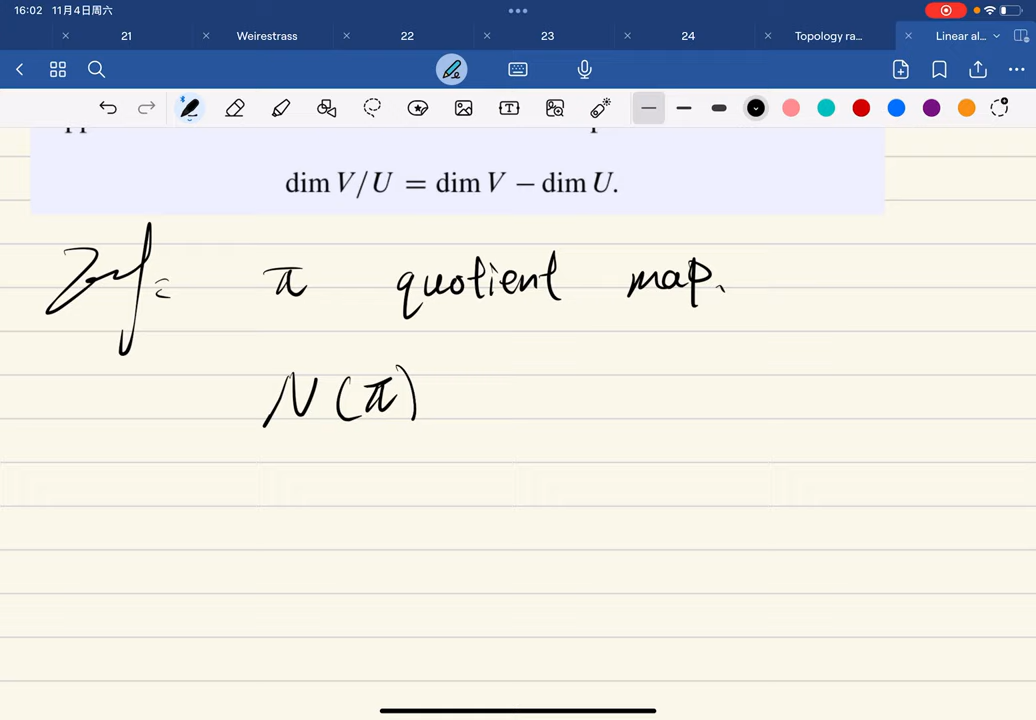 16:02 11月4日周六
21 Weirestrass 22 23 24 Topology ra... Linear al...
dim V/U = dim V − dim U.
π quotient map.
N(π)